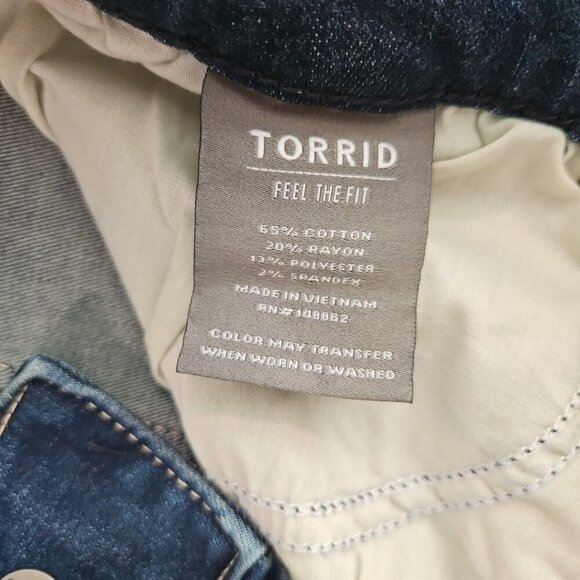 TORRID
FEEL THE FIT
65% COTTON
20% RAYON
13% POLYESTER
2% SPANDEX
MADE IN VIETNAM
RN# 148862
COLOR MAY TRANSFER
WHEN WORN OR WASHED